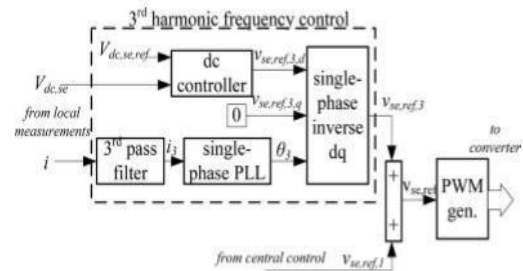 3rd harmonic frequency control
Vdc,se,ref
Vdc,se
dc
controller
vse,ref,3,d
single-
phase
inverse
dq
vse,ref,3
0
vse,ref,3,q
from local
measurements
i
3rd pass
filter
i3
single-
phase PLL
θ3
+
+
vse,ref
PWM
gen.
to
converter
from central control
vse,ref,1